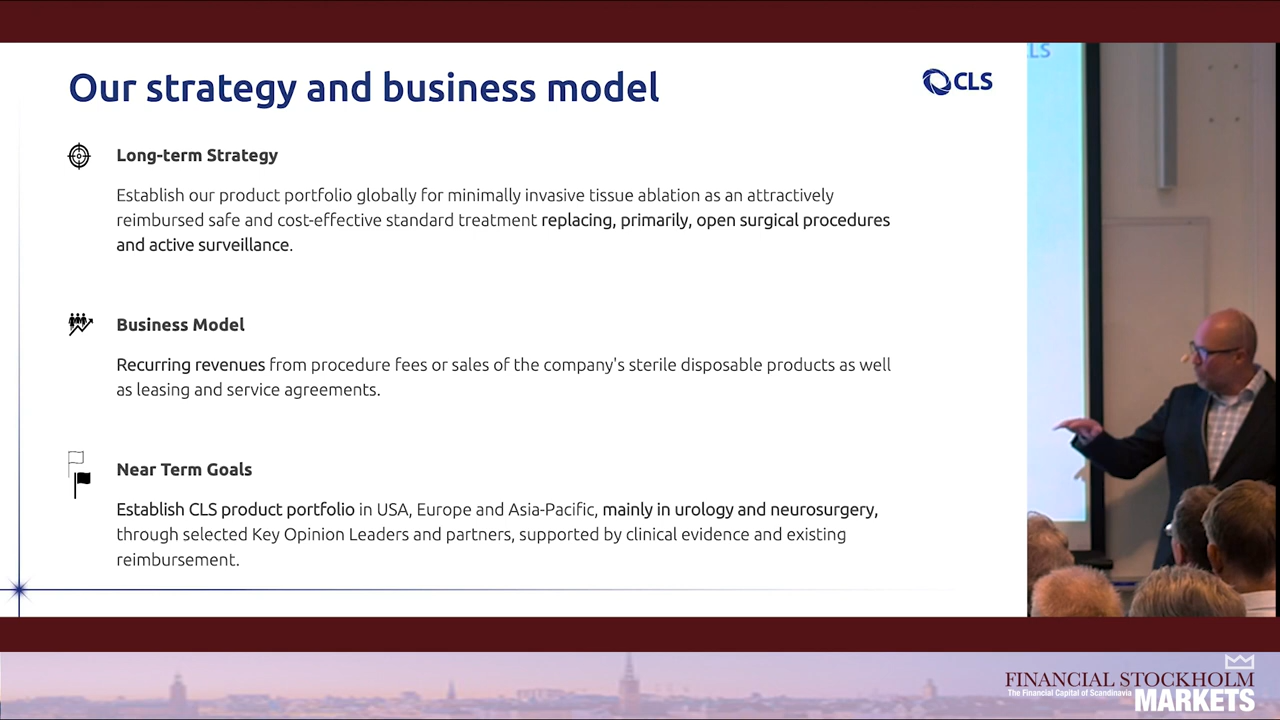 Our strategy and business model
CLS
LS
Long-term Strategy
Establish our product portfolio globally for minimally invasive tissue ablation as an attractively
reimbursed safe and cost-effective standard treatment replacing, primarily, open surgical procedures
and active surveillance.
Business Model
Recurring revenues from procedure fees or sales of the company's sterile disposable products as well
as leasing and service agreements.
Near Term Goals
Establish CLS product portfolio in USA, Europe and Asia-Pacific, mainly in urology and neurosurgery,
through selected Key Opinion Leaders and partners, supported by clinical evidence and existing
reimbursement.
FINANCIAL STOCKHOLM
The Financial Capital of Scandinavia
MARKETS